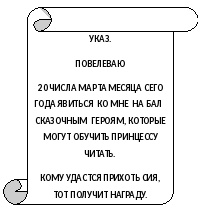 УКАЗ.
ПОВЕЛЕВАЮ
20 ЧИСЛА МАРТА МЕСЯЦА СЕГО
ГОДА ЯВИТЬСЯ КО МНЕ НА БАЛ
СКАЗОЧНЫМ ГЕРОЯМ, КОТОРЫЕ
МОГУТ ОБУЧИТЬ ПРИНЦЕССУ
ЧИТАТЬ.
КОМУ УДАСТСЯ ПРИХОТЬ СИЯ,
ТОТ ПОЛУЧИТ НАГРАДУ.